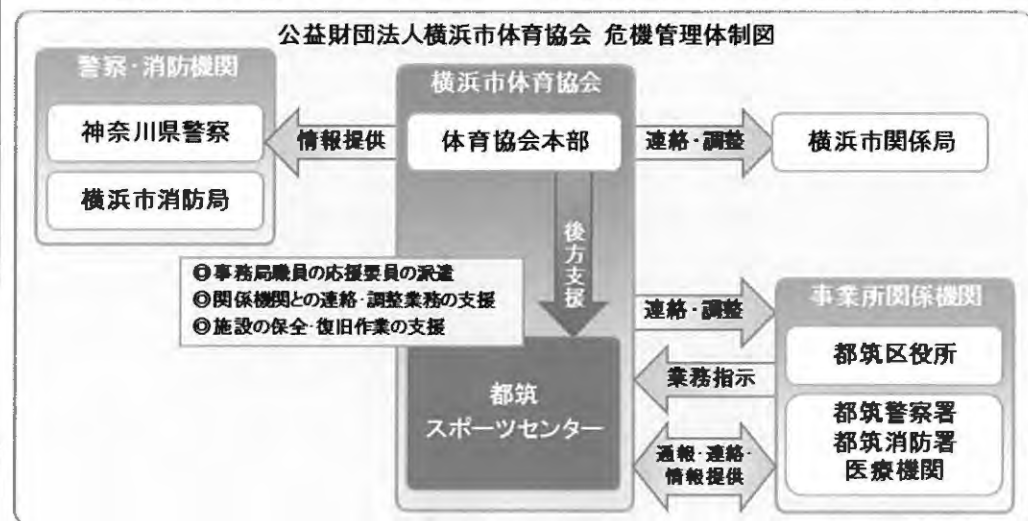 公益財団法人横浜市体育協会 危機管理体制図
警察・消防機関
神奈川県警察
横浜市消防局
情報提供
横浜市体育協会
体育協会本部
連絡・調整
横浜市関係局
後方支援
◎事務局職員の応援要員の派遣
◎関係機関との連絡・調整業務の支援
◎施設の保全・復旧作業の支援
都筑
スポーツセンター
連絡・調整
業務指示
通報・連絡・
情報提供
事業所関係機関
都筑区役所
都筑警察署
都筑消防署
医療機関